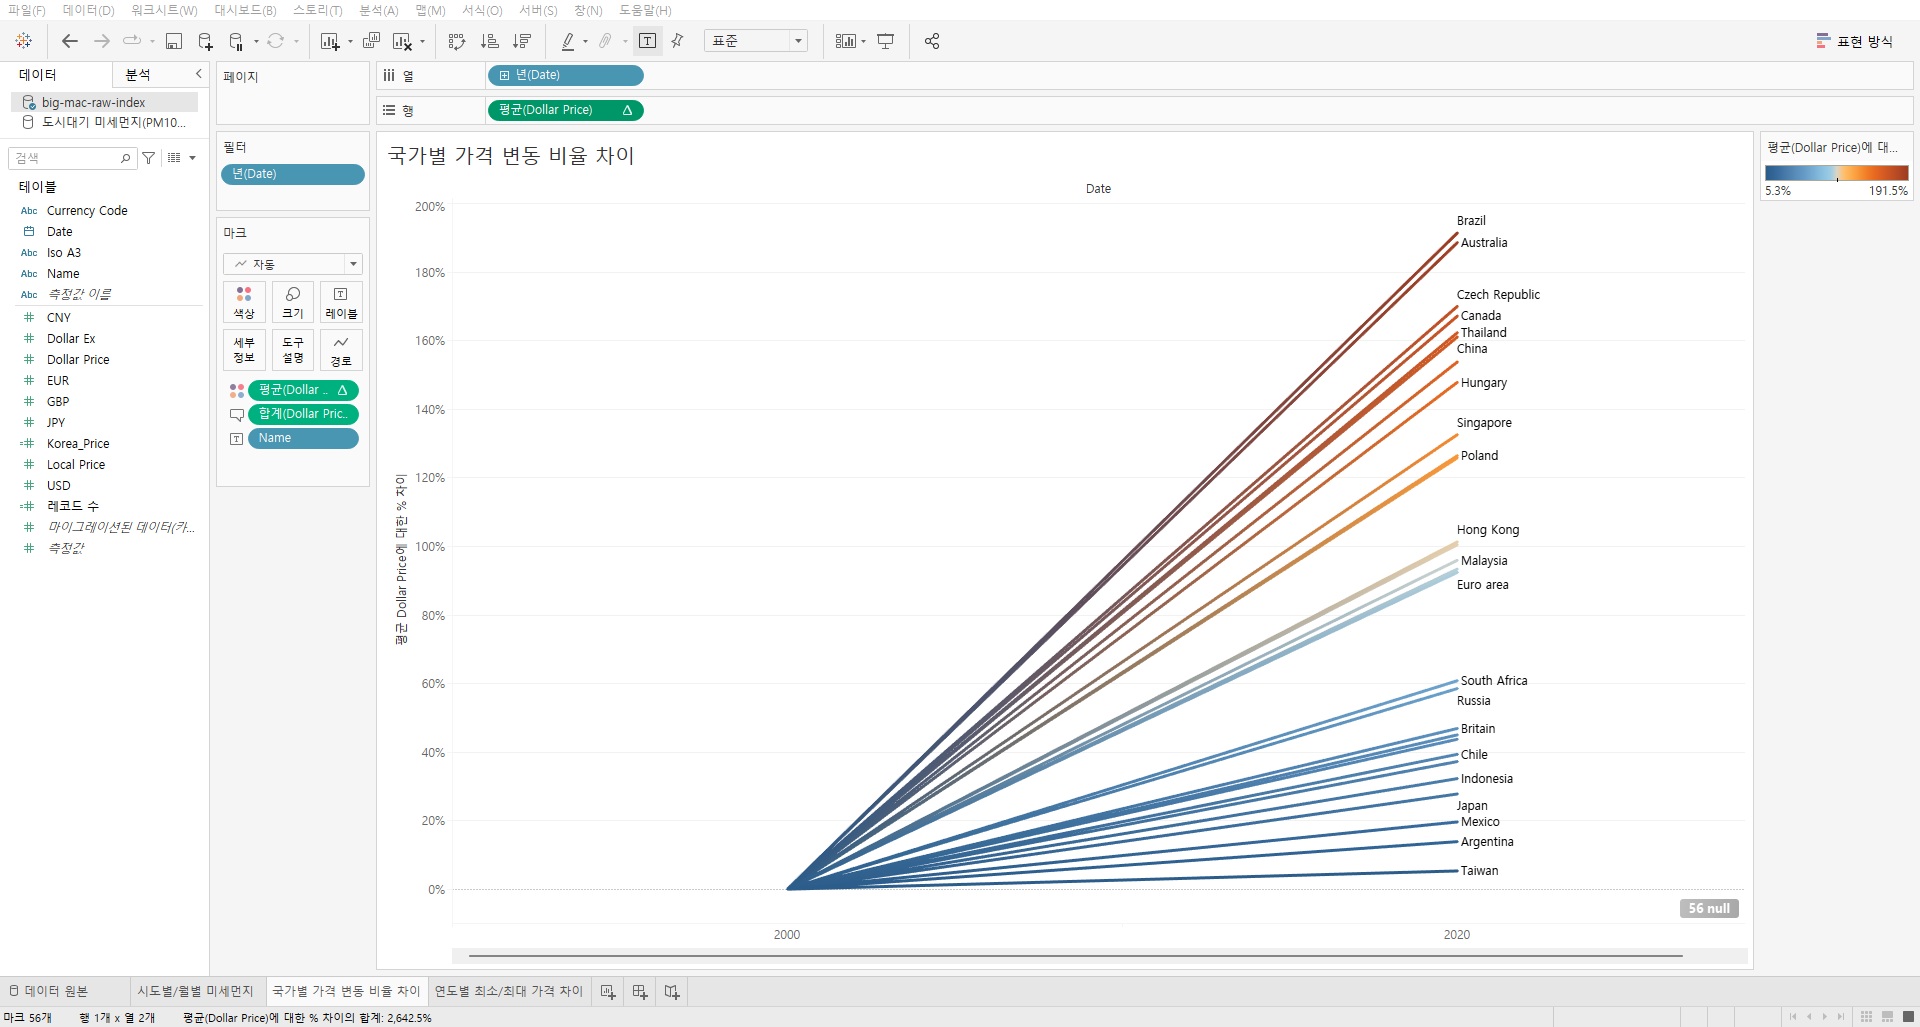 파일(F) 데이터(D) 워크시트(W) 대시보드(B) 스토리(T) 분석(A) 맵(M) 서식(O) 서버(S) 창(N) 도움말(H)
표준
표현 방식
데이터 분석
big-mac-raw-index
도시대기 미세먼지(PM10...
검색
테이블
Abc Currency Code
Date
Abc Iso A3
Abc Name
Abc 측정값 이름
CNY
Dollar Ex
Dollar Price
EUR
GBP
JPY
Korea_Price
Local Price
USD
레코드 수
마이그레이션된 데이터(카...
측정값
페이지
필터
년(Date)
마크
자동
색상 크기 레이블
세부 정보 도구 설명 경로
평균(Dollar ..
합계(Dollar Pric..
Name
열 년(Date)
행 평균(Dollar Price)
국가별 가격 변동 비율 차이
Date
평균 Dollar Price에 대한 % 차이
200%
180%
160%
140%
120%
100%
80%
60%
40%
20%
0%
Brazil
Australia
Czech Republic
Canada
Thailand
China
Hungary
Singapore
Poland
Hong Kong
Malaysia
Euro area
South Africa
Russia
Britain
Chile
Indonesia
Japan
Mexico
Argentina
Taiwan
56 null
2000 2020
평균(Dollar Price)에 대...
5.3% 191.5%
데이터 원본 시도별/월별 미세먼지 국가별 가격 변동 비율 차이 연도별 최소/최대 가격 차이
마크 56개 행 1개 x 열 2개 평균(Dollar Price)에 대한 % 차이의 합계: 2,642.5%